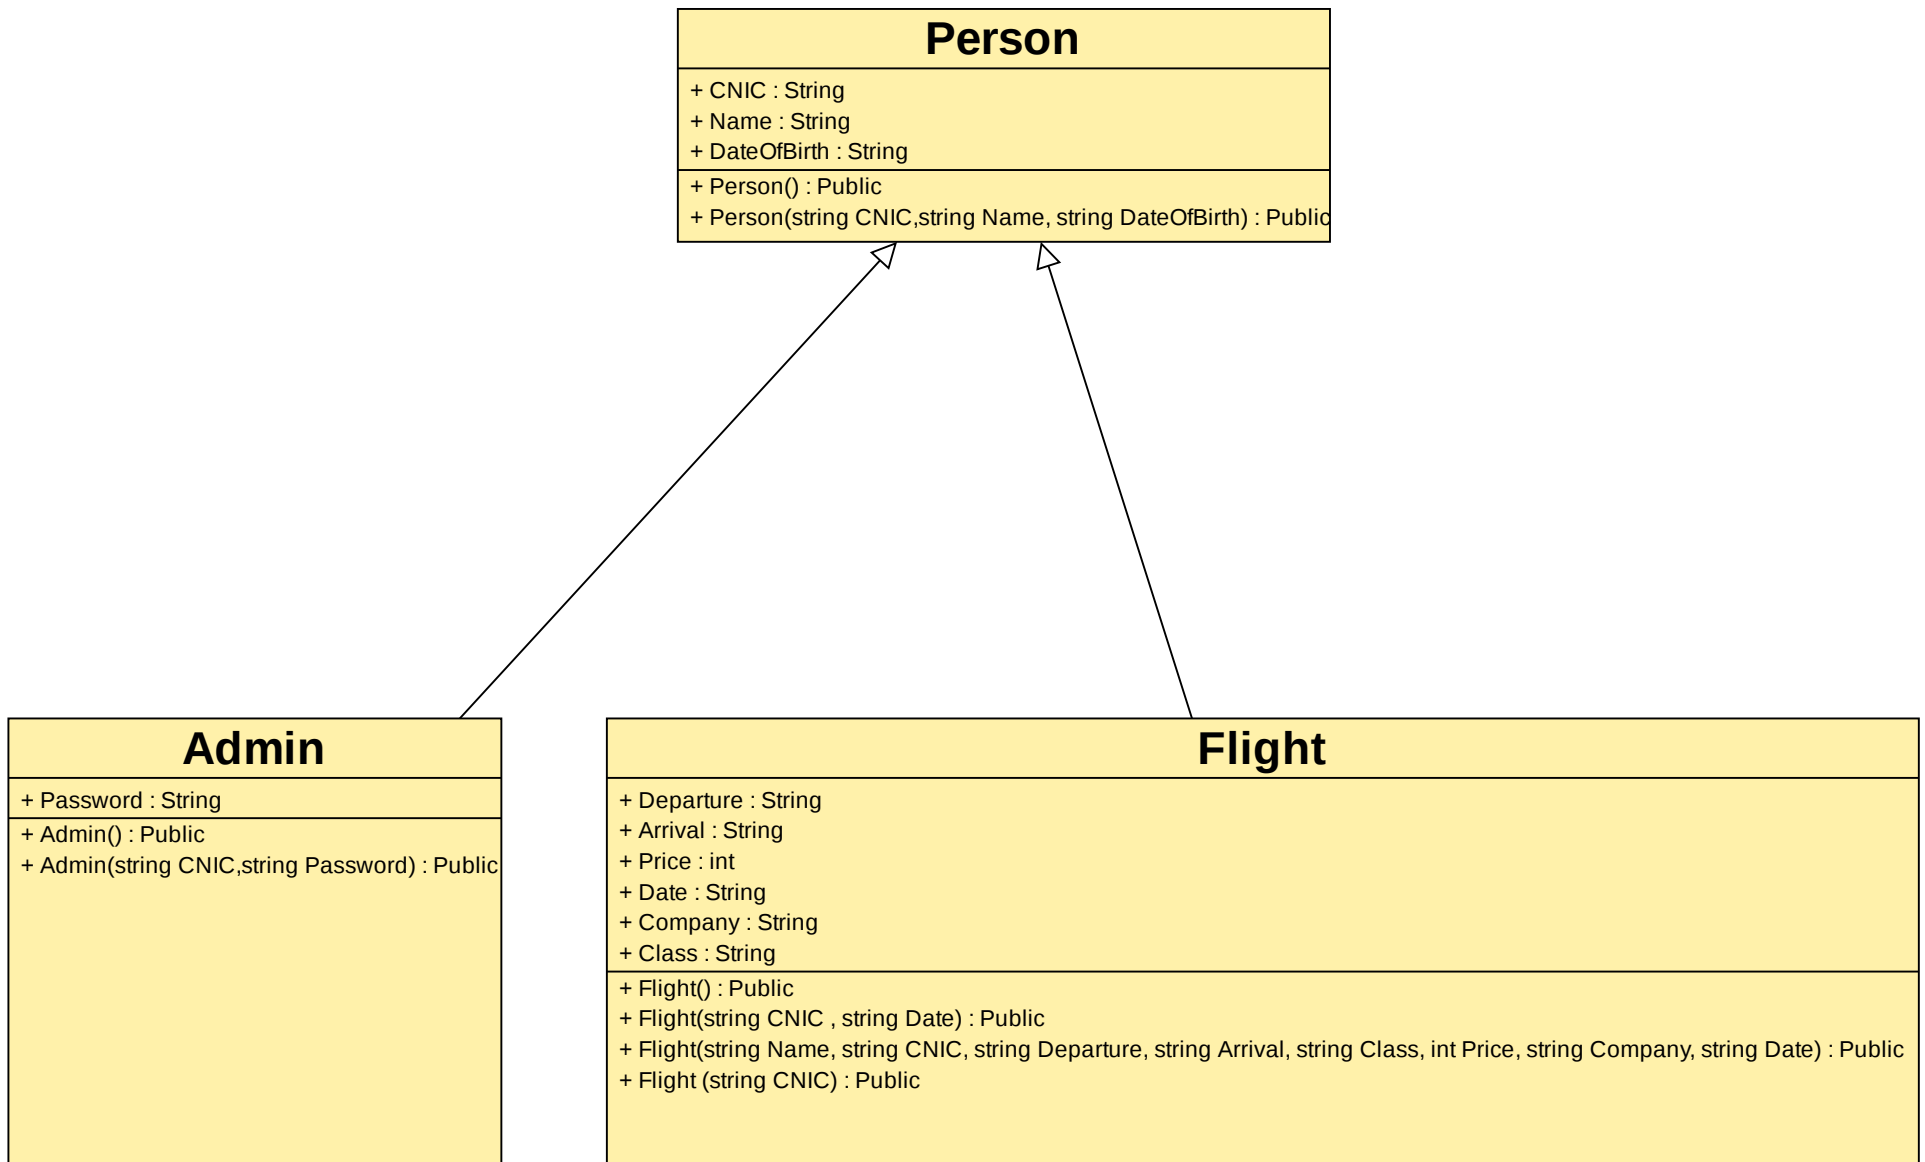 Person
+ CNIC : String
+ Name : String
+ DateOfBirth : String
+ Person() : Public
+ Person(string CNIC,string Name, string DateOfBirth) : Public
Admin
+ Password : String
+ Admin() : Public
+ Admin(string CNIC,string Password) : Public
Flight
+ Departure : String
+ Arrival : String
+ Price : int
+ Date : String
+ Company : String
+ Class : String
+ Flight() : Public
+ Flight(string CNIC , string Date) : Public
+ Flight(string Name, string CNIC, string Departure, string Arrival, string Class, int Price, string Company, string Date) : Public
+ Flight (string CNIC) : Public